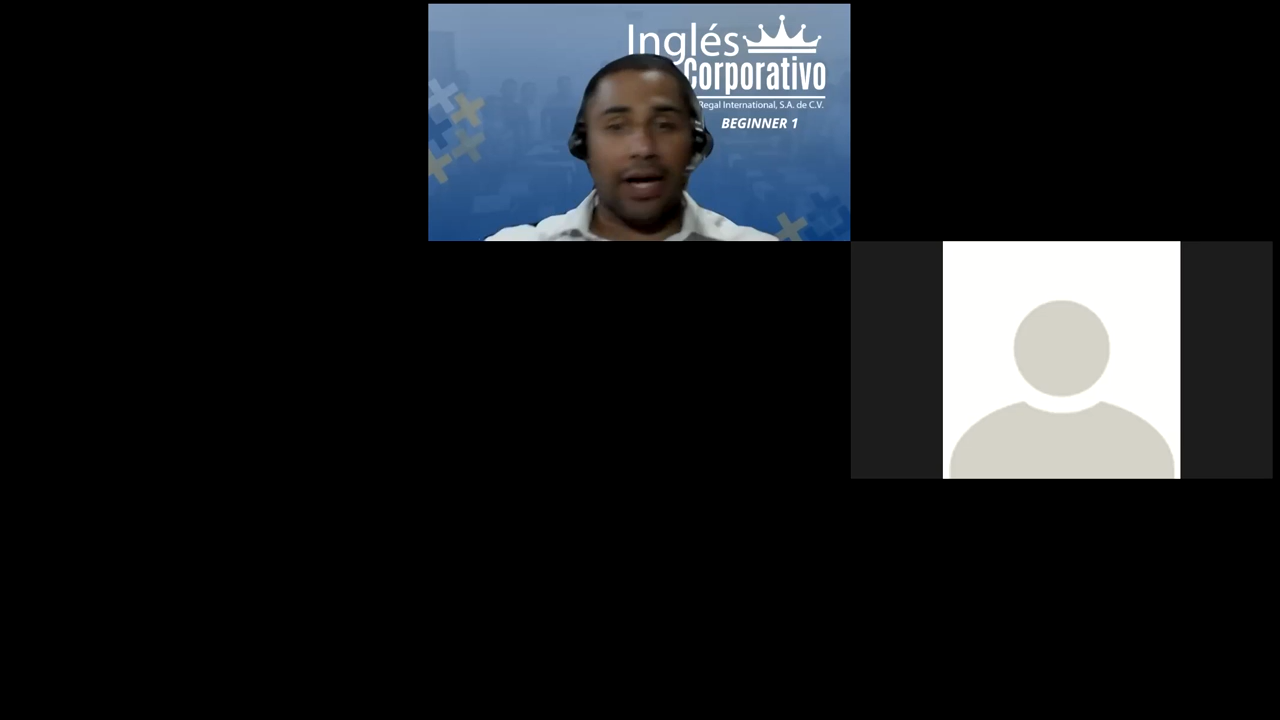 Inglés
Corporativo
Regal International, S.A. de C.V.
BEGINNER 1